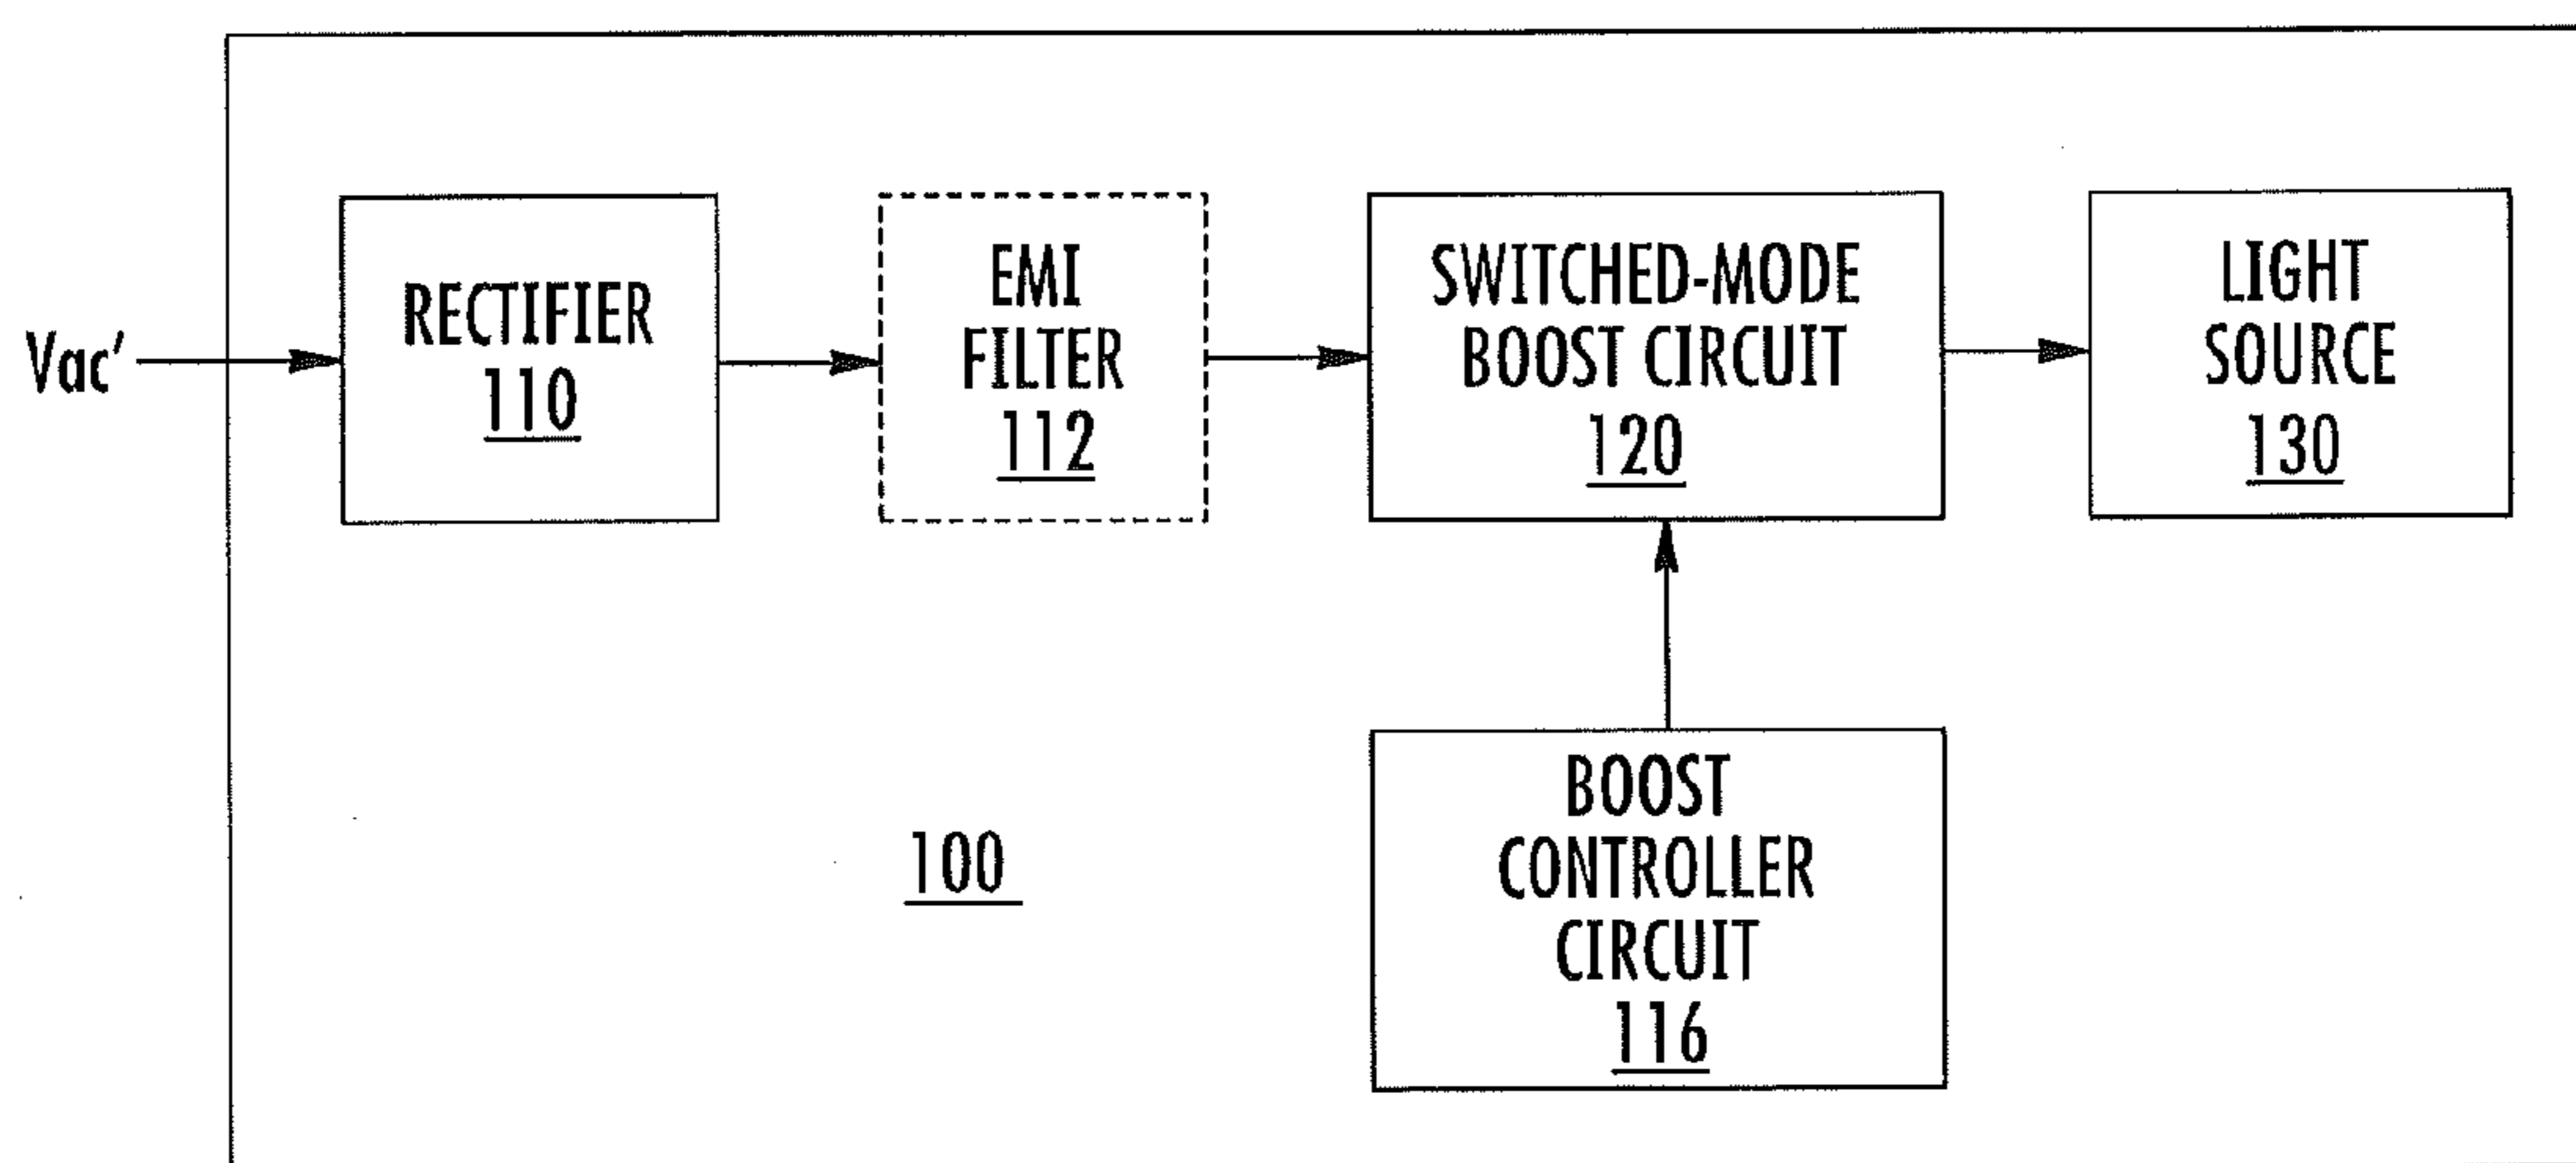 Vac'
RECTIFIER
110
EMI
FILTER
112
SWITCHED-MODE
BOOST CIRCUIT
120
LIGHT
SOURCE
130
BOOST
CONTROLLER
CIRCUIT
116
100